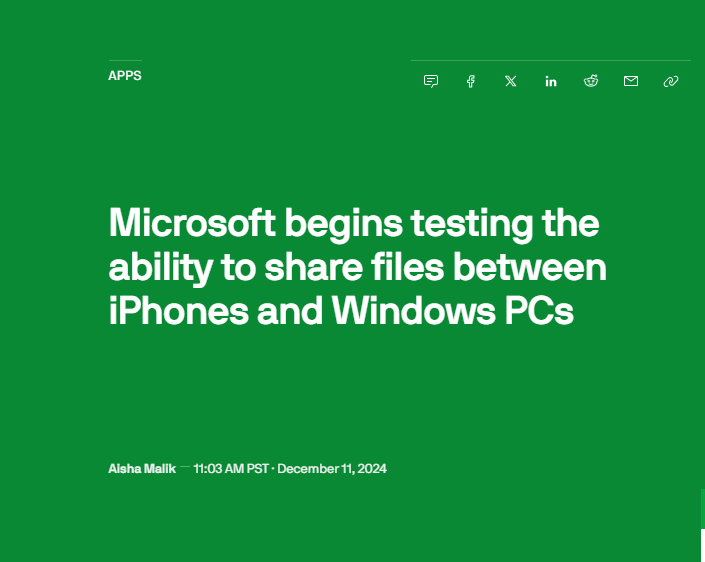 APPS
Microsoft begins testing the
ability to share files between
iPhones and Windows PCs
Aisha Malik — 11:03 AM PST · December 11, 2024